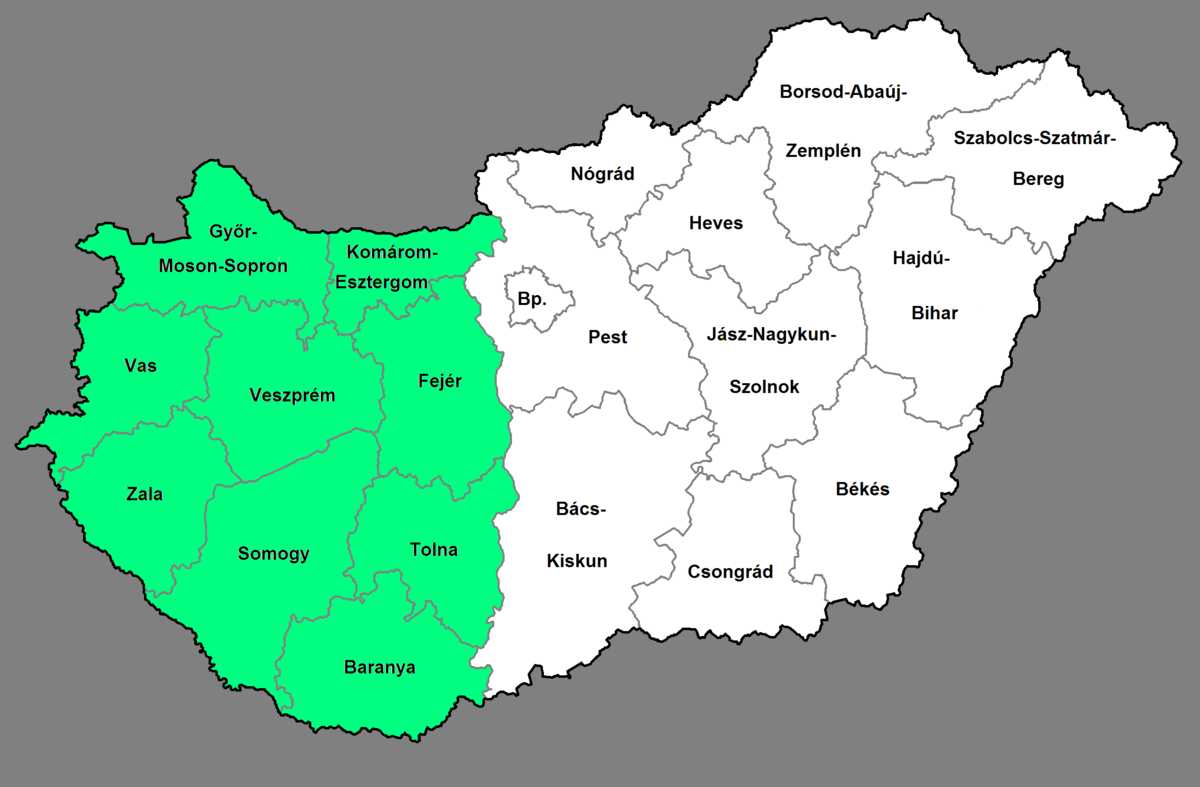 Borsod-Abaúj-
Zemplén
Szabolcs-Szatmár-
Bereg
Nógrád
Heves
Győr-
Moson-Sopron
Komárom-
Esztergom
Hajdú-
Bihar
Bp.
Pest
Jász-Nagykun-
Szolnok
Vas
Veszprém
Fejér
Zala
Somogy
Tolna
Bács-
Kiskun
Békés
Csongrád
Baranya